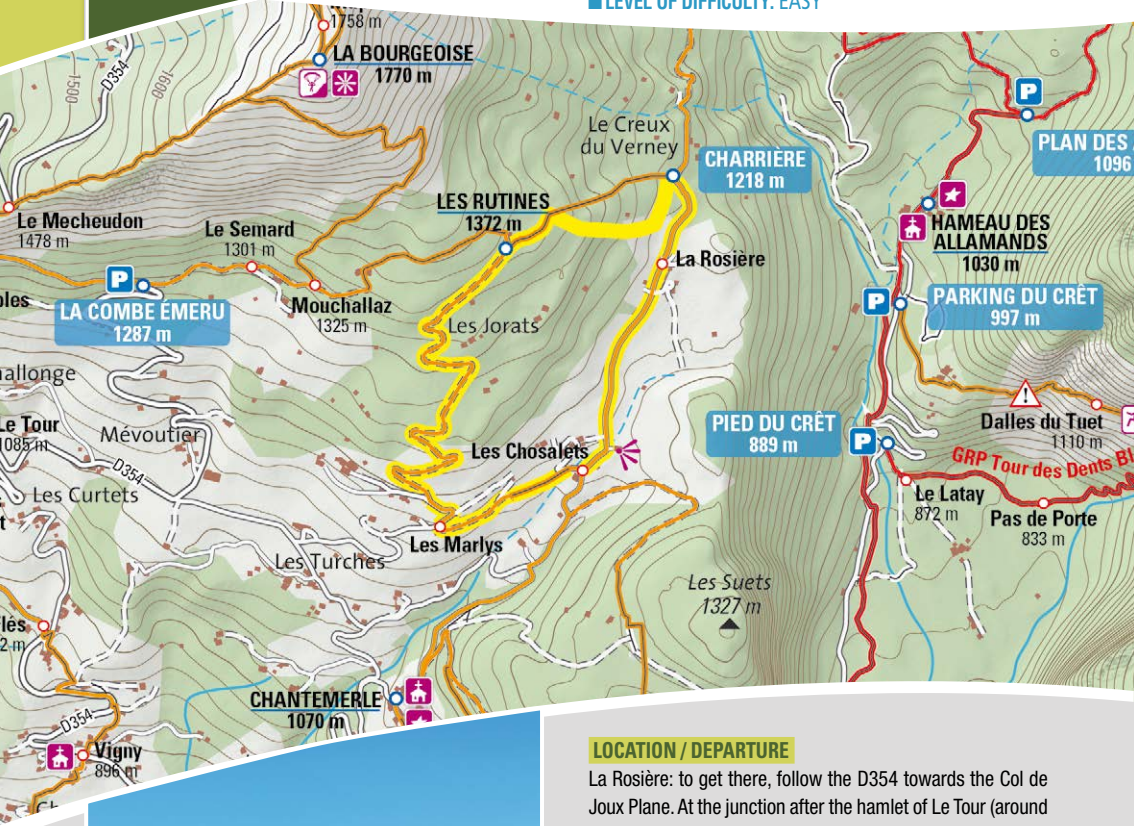 LEVEL OF DIFFICULTY: EASY
1758 m
LA BOURGEOISE
1770 m
D354
1500
1600
Le Creux
du Verney
CHARRIÈRE
1218 m
P
PLAN DES
1096
LES RUTINES
1372 m
Le Mecheudon
1478 m
Le Semard
1301 m
La Rosière
HAMEAU DES
ALLAMANDS
1030 m
P
LA COMBE ÉMERU
1287 m
Mouchallaz
1325 m
Les Jorats
P
PARKING DU CRÊT
997 m
allonge
Le Tour
1085 m
Mévoutier
D354
Les Curtets
Les Chosalets
PIED DU CRÊT
889 m
P
!
Dalles du Tuet
1110 m
GRP Tour des Dents
Le Latay
872 m
Pas de Porte
833 m
Les Marlys
Les Turches
Les Suets
1327 m
CHANTEMERLE
1070 m
D354
Vigny
896 m
LOCATION / DEPARTURE
La Rosière: to get there, follow the D354 towards the Col de
Joux Plane. At the junction after the hamlet of Le Tour (around